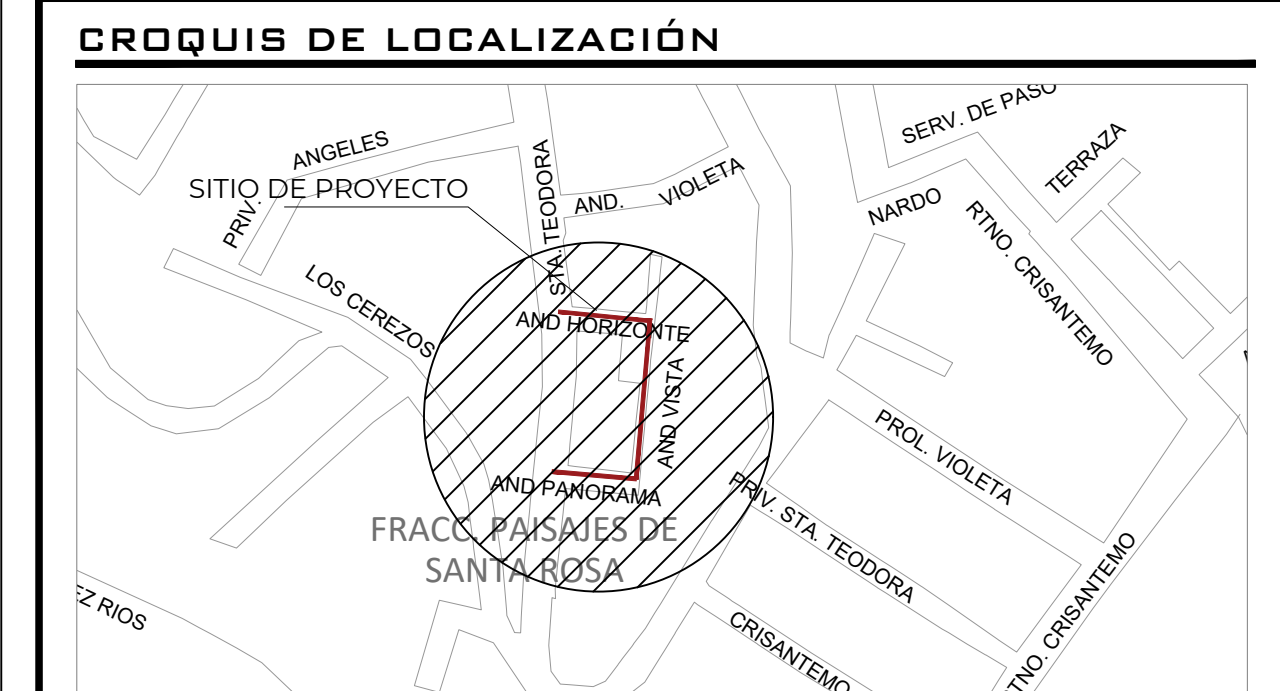 CROQUIS DE LOCALIZACIÓN
SERV. DE PASO
ANGELES
TERRAZA
SITIO DE PROYECTO
STA. TEODORA
AND.
VIOLETA
NARDO
PRIV.
RTNO. CRISANTEMO
LOS CEREZOS
AND HORIZONTE
AND VISTA
PROL. VIOLETA
AND PANORAMA
PRIV. STA. TEODORA
FRACC. PAISAJES DE
SANTA ROSA
EZ RIOS
CRISANTEMO
TNO. CRISANTEMO